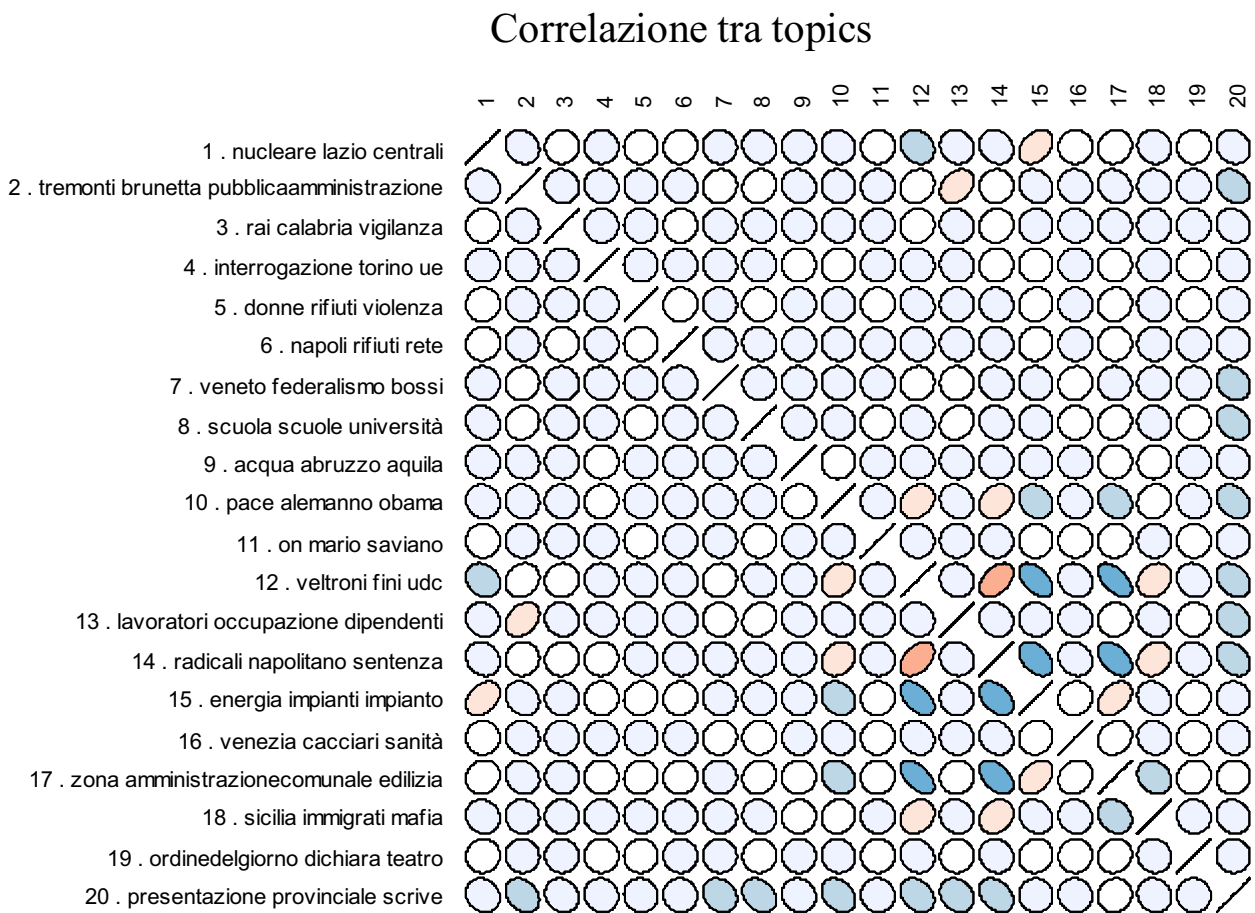 Correlazione tra topics
1 2 3 4 5 6 7 8 9 10 11 12 13 14 15 16 17 18 19 20
1 . nucleare lazio centrali
2 . tremonti brunetta pubblicaamministrazione
3 . rai calabria vigilanza
4 . interrogazione torino ue
5 . donne rifiuti violenza
6 . napoli rifiuti rete
7 . veneto federalismo bossi
8 . scuola scuole università
9 . acqua abruzzo aquila
10 . pace alemanno obama
11 . on mario saviano
12 . veltroni fini udc
13 . lavoratori occupazione dipendenti
14 . radicali napolitano sentenza
15 . energia impianti impianto
16 . venezia cacciari sanità
17 . zona amministrazionecomunale edilizia
18 . sicilia immigrati mafia
19 . ordinedelgiorno dichiara teatro
20 . presentazione provinciale scrive